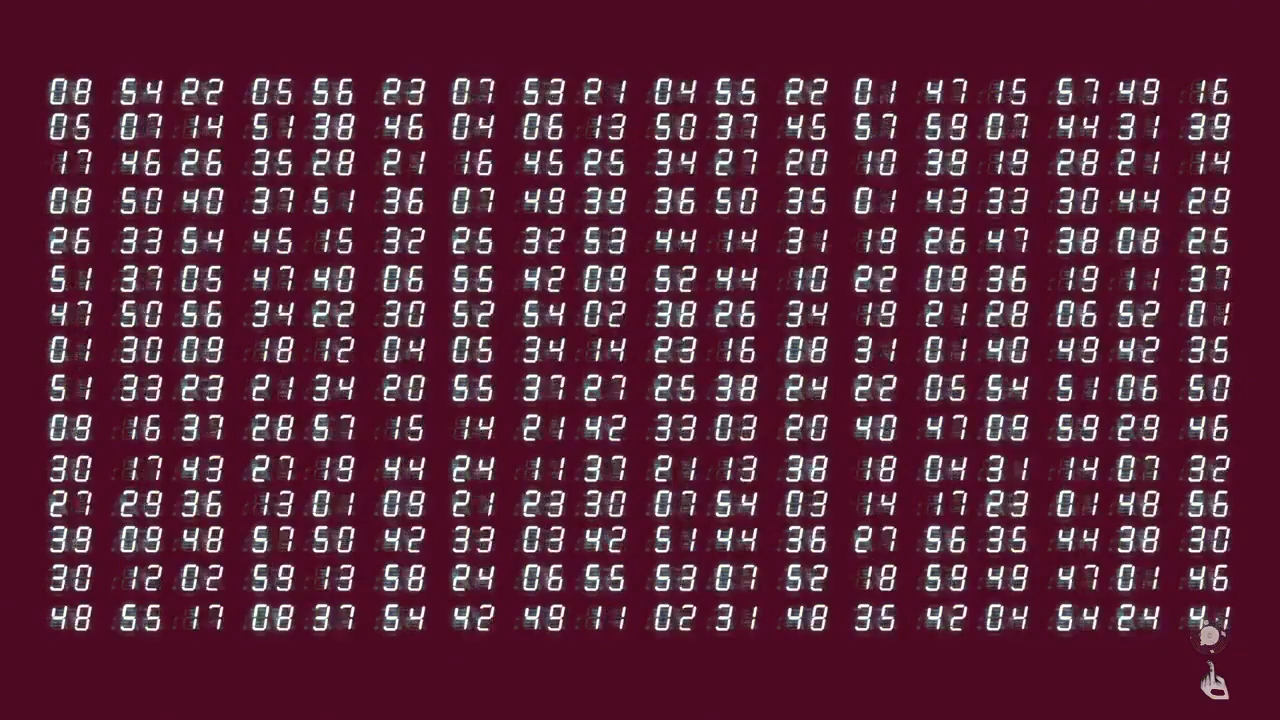 08 54 22 05 56 23 07 53 21 04 55 22 01 47 15 57 49 16
05 07 14 51 38 46 04 06 13 50 37 45 57 59 07 44 31 39
17 46 26 35 28 21 16 45 25 34 27 20 10 39 19 28 21 14
08 50 40 37 51 36 07 49 39 36 50 35 01 43 33 30 44 29
26 33 54 45 15 32 25 32 53 44 14 31 19 26 47 38 08 25
51 37 05 47 40 06 55 42 09 52 44 10 22 09 36 19 11 37
47 50 56 34 22 30 52 54 02 38 26 34 19 21 28 06 52 01
01 30 09 18 12 04 05 34 14 23 16 08 31 01 40 49 42 35
51 33 23 21 34 20 55 37 27 25 38 24 22 05 54 51 06 50
09 16 37 28 57 15 14 21 42 33 03 20 40 47 09 59 29 46
30 17 43 27 19 44 24 11 37 21 13 38 18 04 31 14 07 32
27 29 36 13 01 08 21 23 30 07 54 03 14 17 23 01 48 56
38 09 48 57 50 42 33 03 42 51 44 36 27 56 35 44 38 30
30 12 02 59 13 58 24 06 55 53 07 52 18 59 49 47 01 46
48 56 17 08 37 54 42 49 11 02 31 48 35 42 04 54 24 41